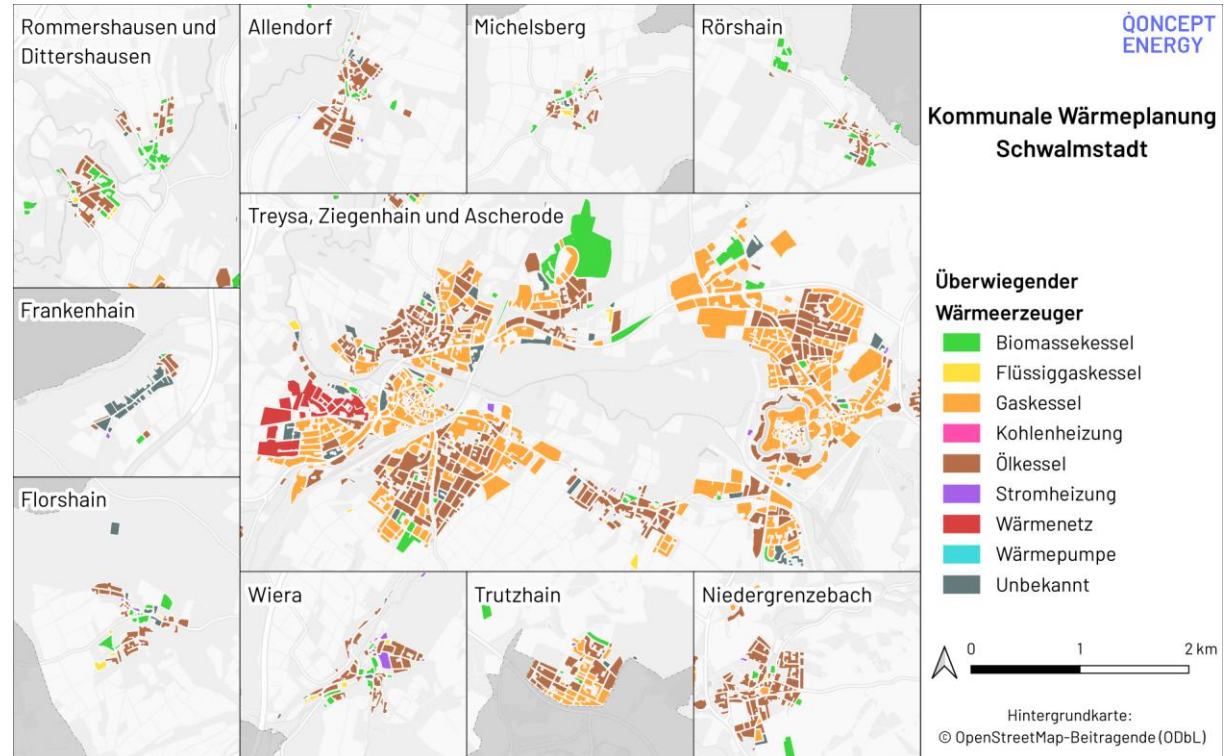 Rommershausen und
Dittershausen
Allendorf
Michelsberg
Rörshain
QONCEPT
ENERGY
Kommunale Wärmeplanung
Schwalmstadt
Treysa, Ziegenhain und Ascherode
Frankenhain
Florshain
Wiera
Trutzhain
Niedergrenzebach
Überwiegender
Wärmeerzeuger
Biomassekessel
Flüssiggaskessel
Gaskessel
Kohlenheizung
Ölkessel
Stromheizung
Wärmenetz
Wärmepumpe
Unbekannt
0 1 2 km
Hintergrundkarte:
© OpenStreetMap-Beitragende (ODbL)